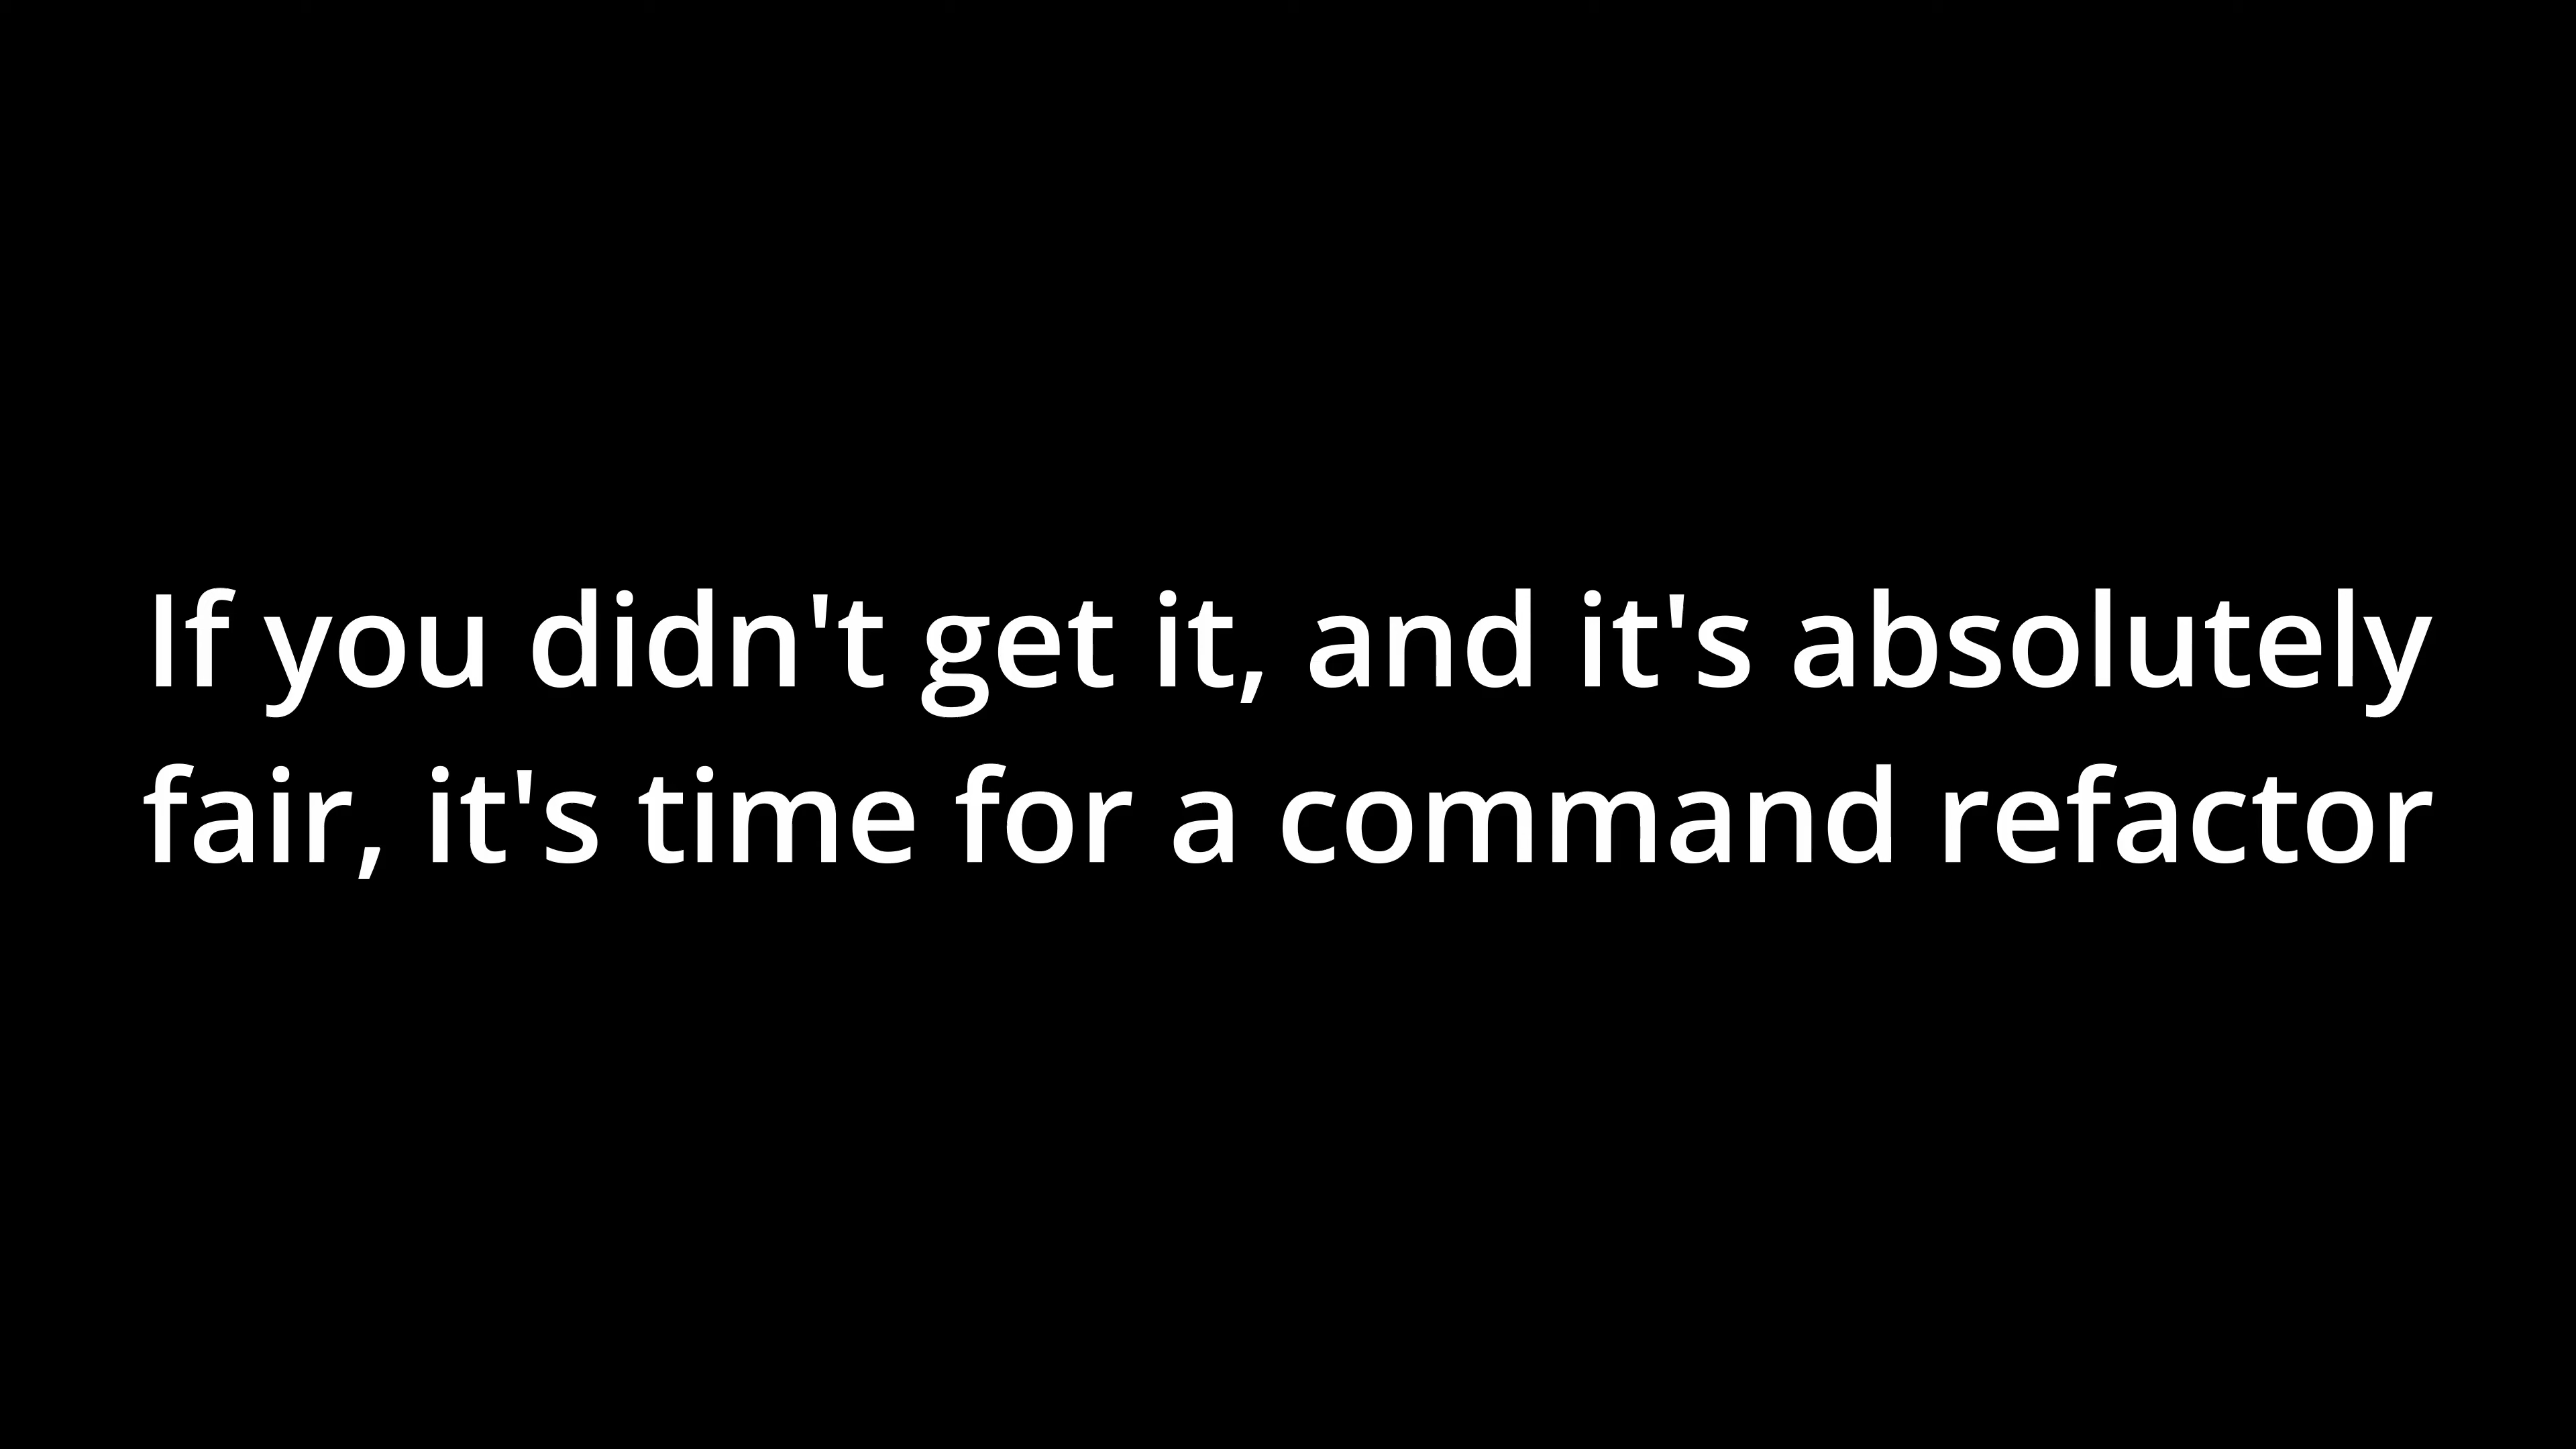 If you didn't get it, and it's absolutely
fair, it's time for a command refactor